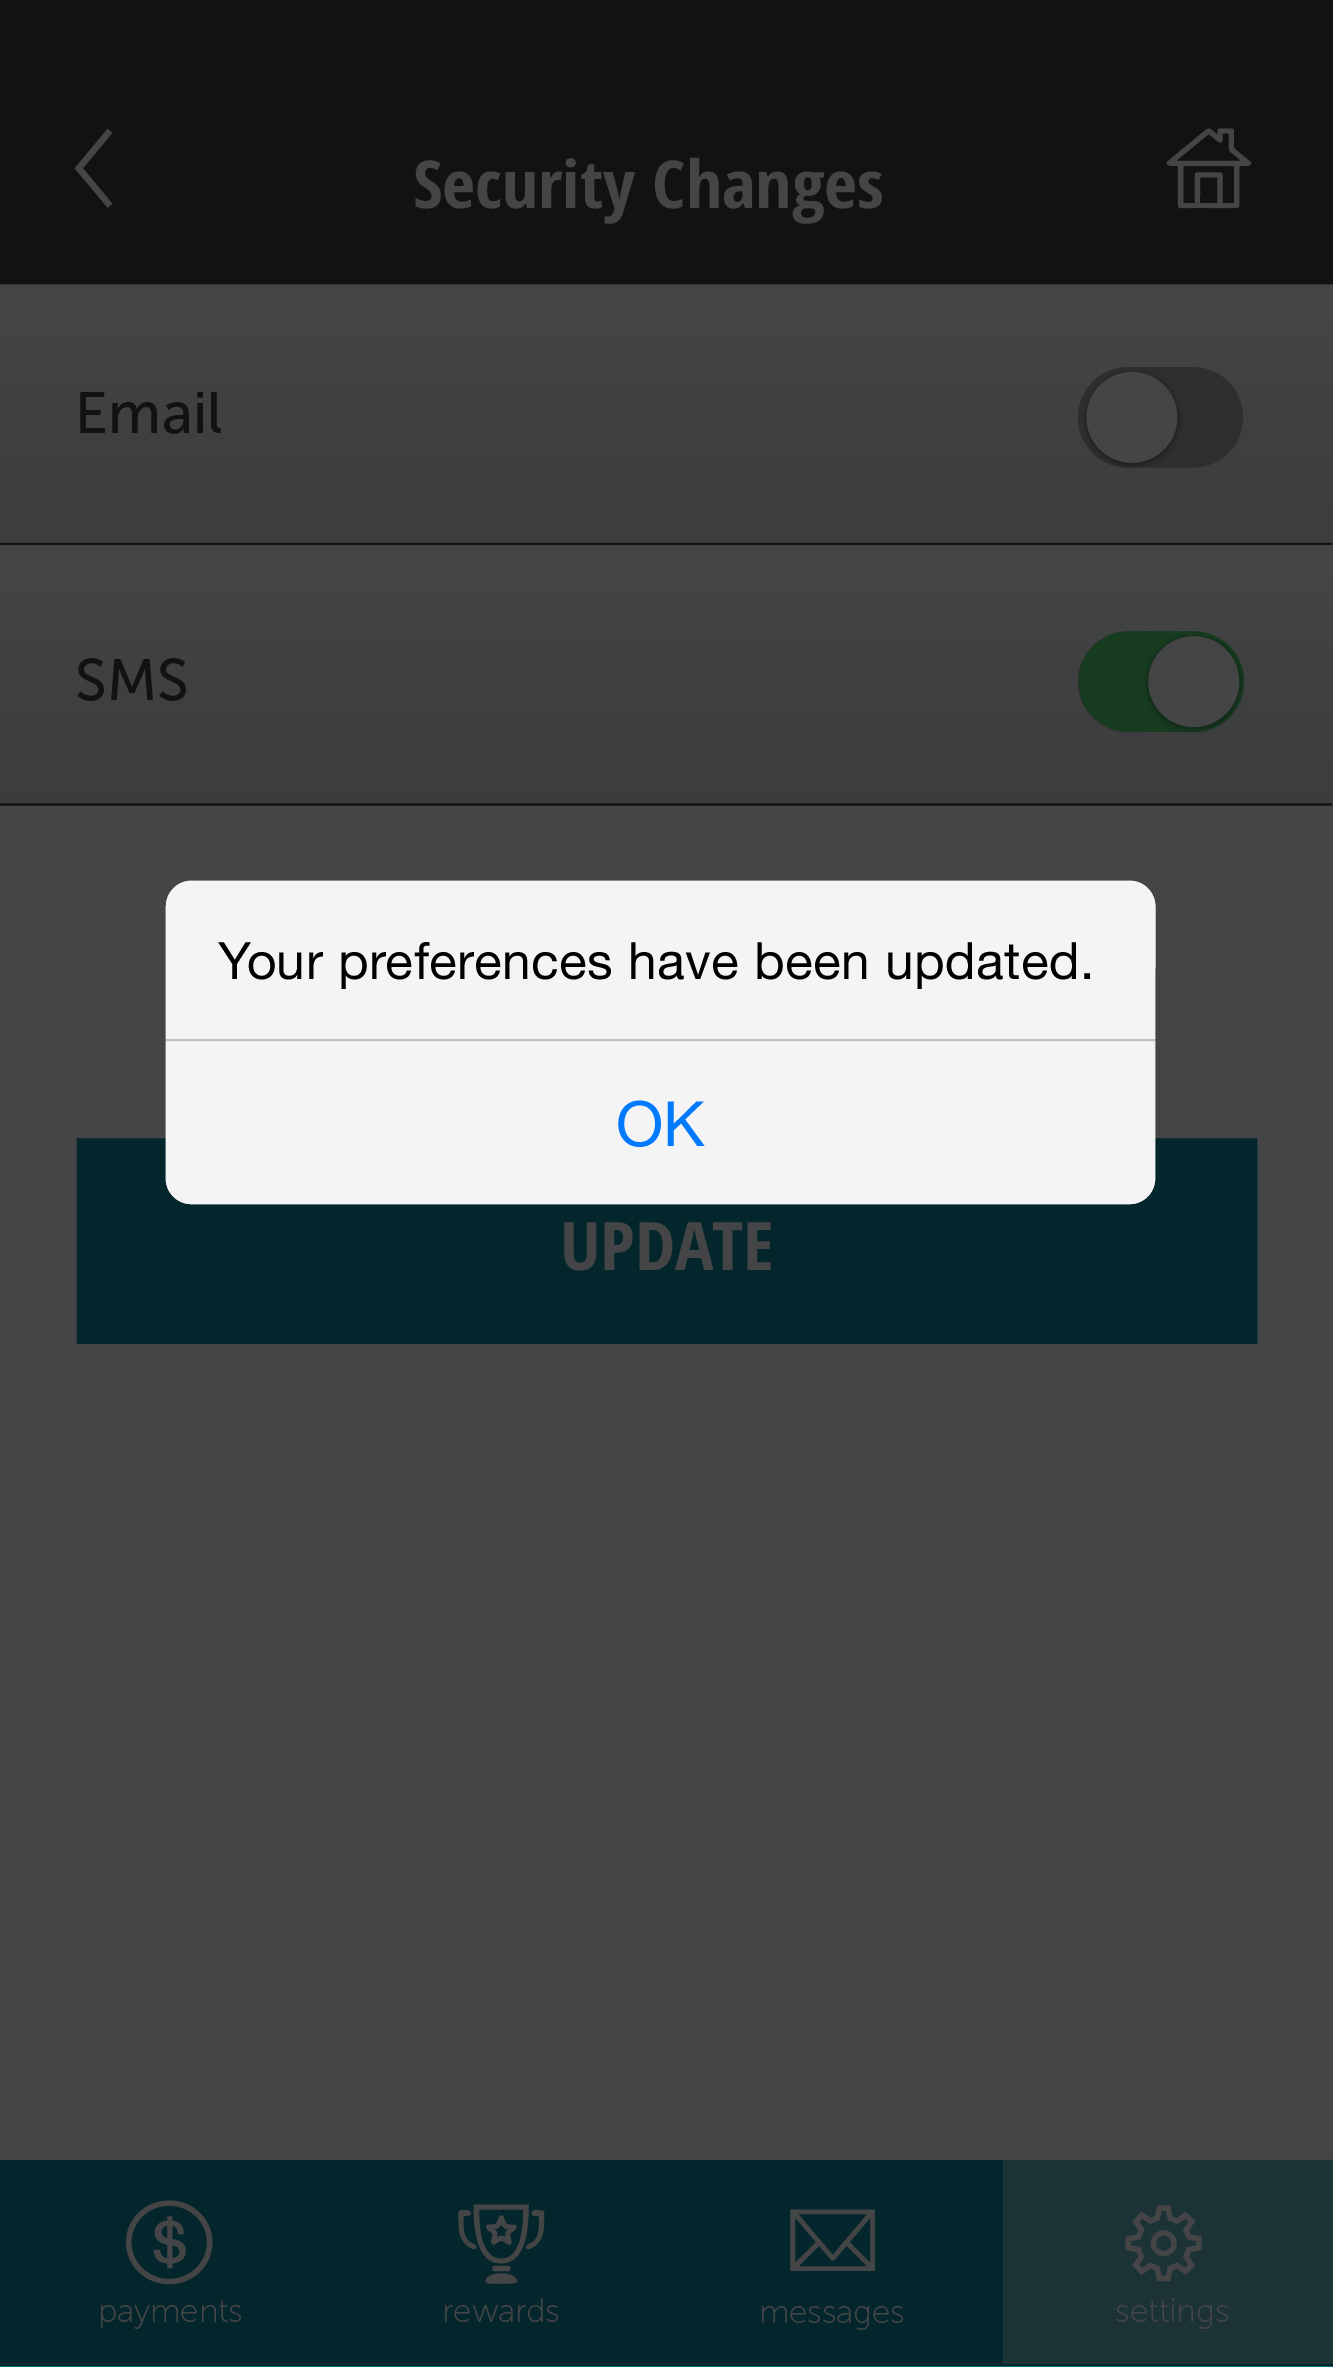 Security Changes
Email
SMS
Your preferences have been updated.
OK
UPDATE
payments
rewards
messages
settings